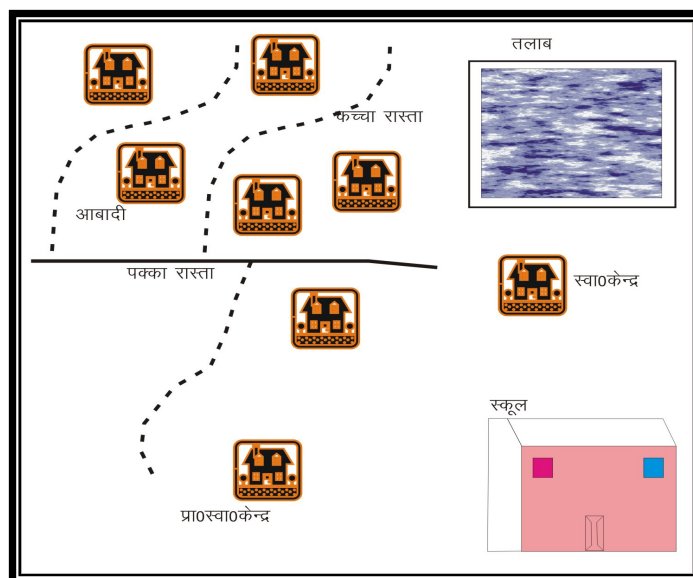 तलाब
कच्चा रास्ता
आबादी
पक्का रास्ता
स्वा0केन्द्र
स्कूल
प्रा0स्वा0केन्द्र